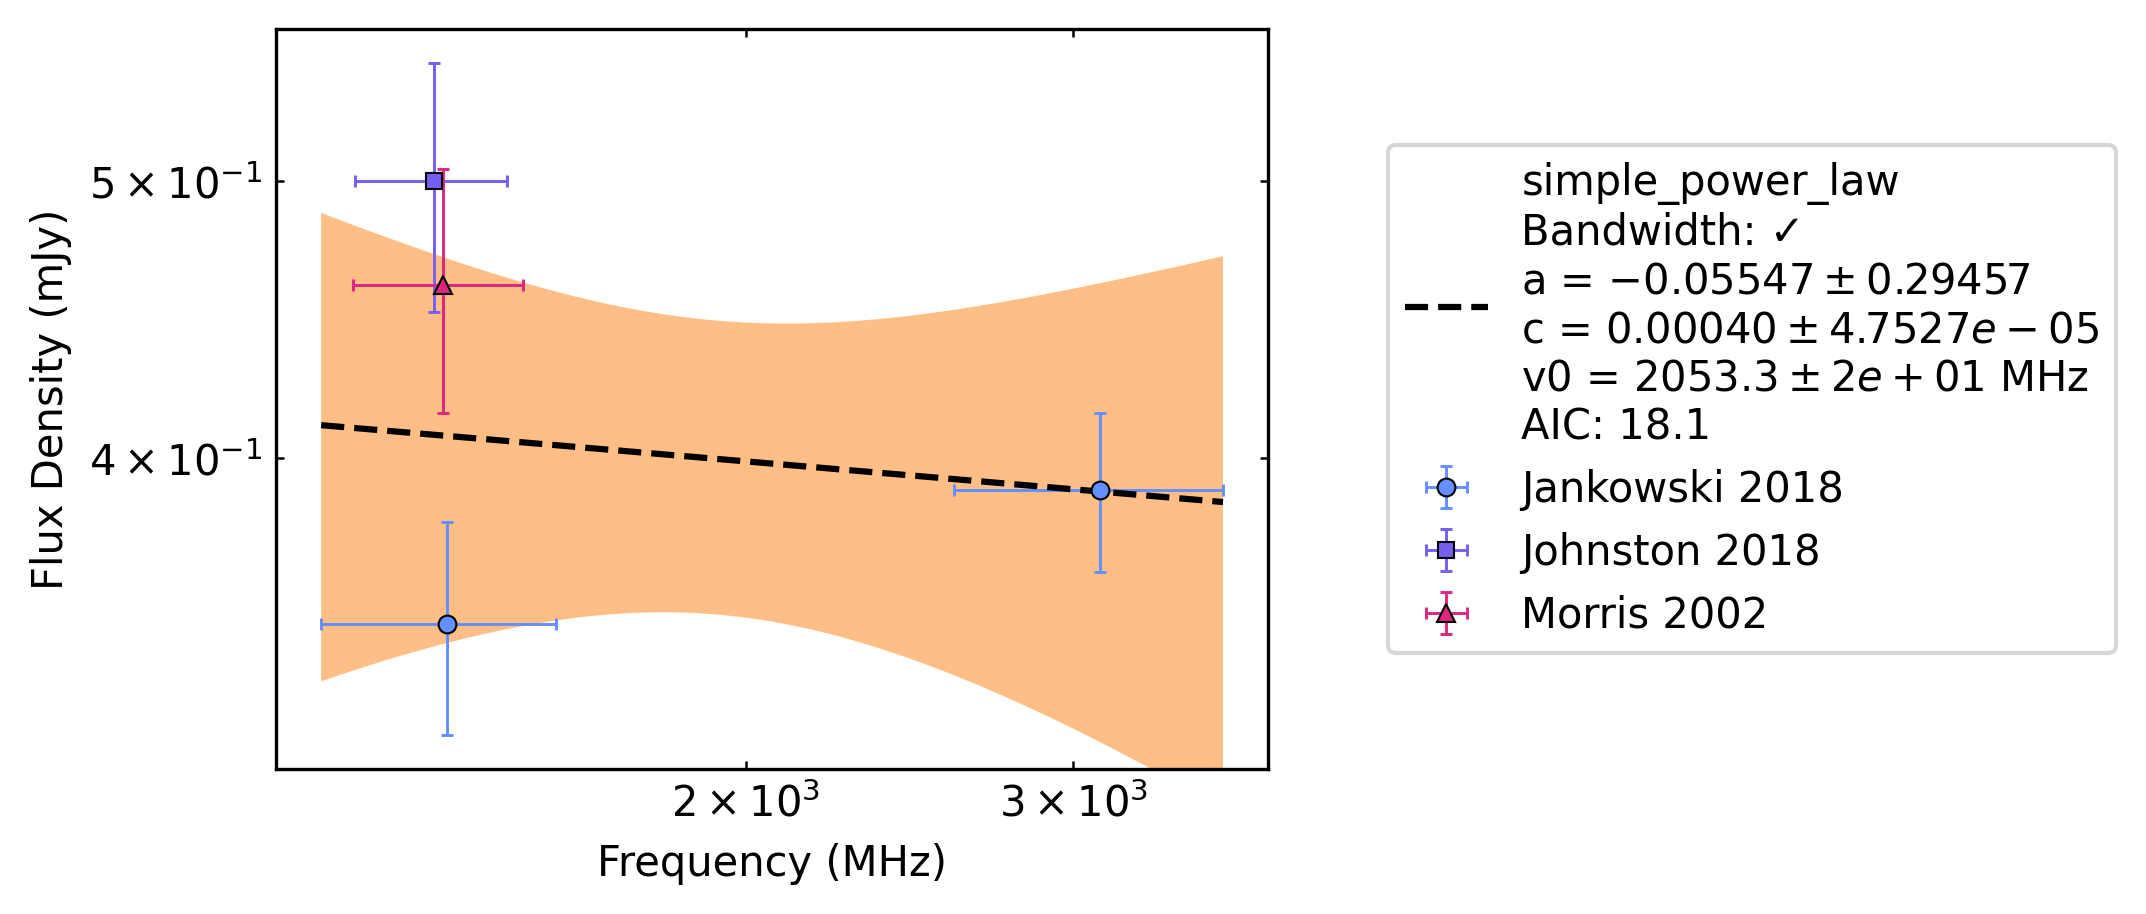 5 × 10⁻¹
4 × 10⁻¹
Flux Density (mJy)
2 × 10³
3 × 10³
Frequency (MHz)
simple_power_law
Bandwidth: ✓
a = −0.05547 ± 0.29457
c = 0.00040 ± 4.7527e − 05
v0 = 2053.3 ± 2e + 01 MHz
AIC: 18.1
Jankowski 2018
Johnston 2018
Morris 2002